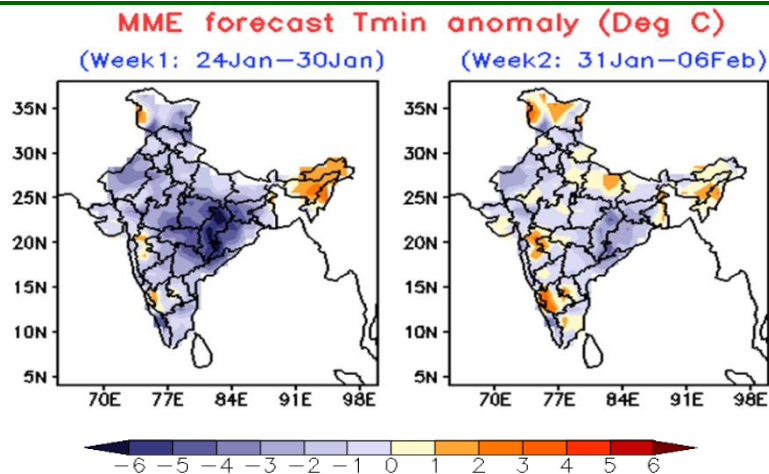 MME forecast Tmin anomaly (Deg C)
(Week1: 24Jan–30Jan) (Week2: 31Jan–06Feb)
35N 35N
30N 30N
25N 25N
20N 20N
15N 15N
10N 10N
5N 5N
70E 77E 84E 91E 98E 70E 77E 84E 91E 98E
−6 −5 −4 −3 −2 −1 0 1 2 3 4 5 6